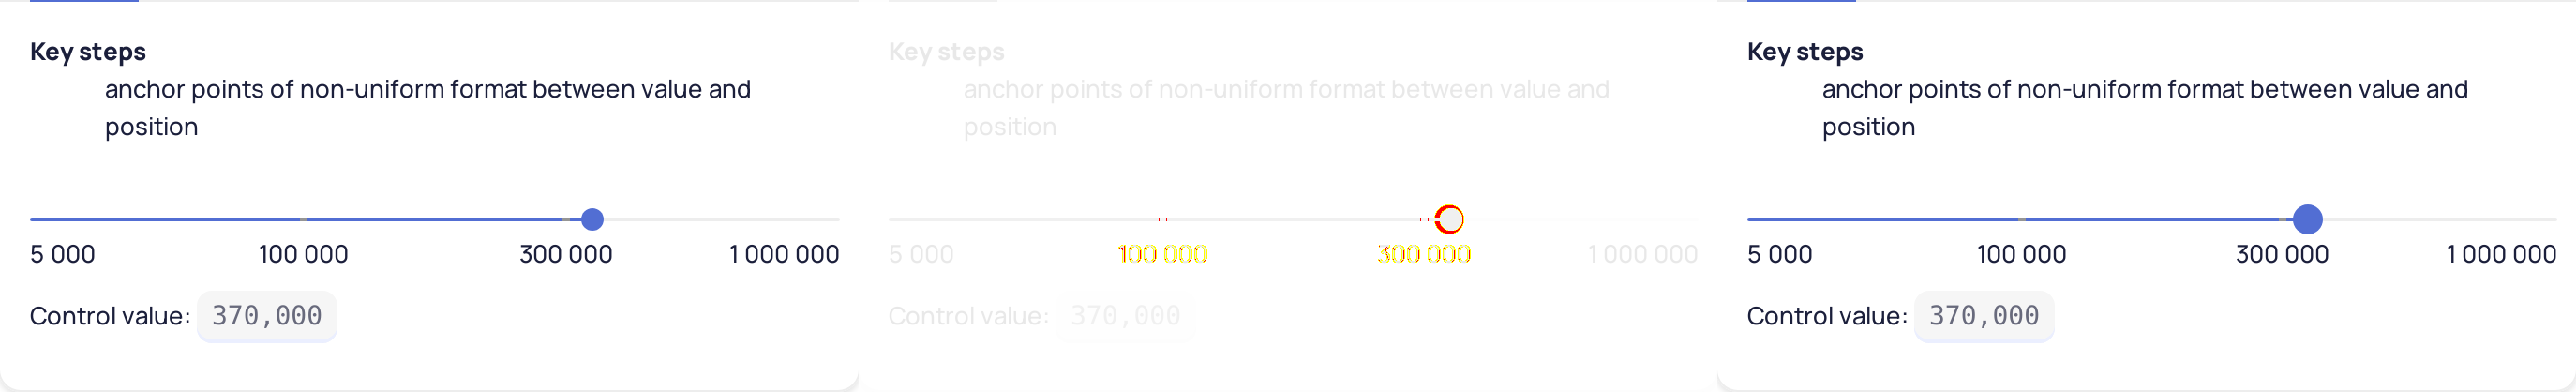 Key steps
anchor points of non-uniform format between value and
position
5 000 100 000 300 000 1 000 000
Control value: 370,000
Key steps
anchor points of non-uniform format between value and
position
5 000 100 000 300 000 1 000 000
Control value: 370,000
Key steps
anchor points of non-uniform format between value and
position
5 000 100 000 300 000 1 000 000
Control value: 370,000